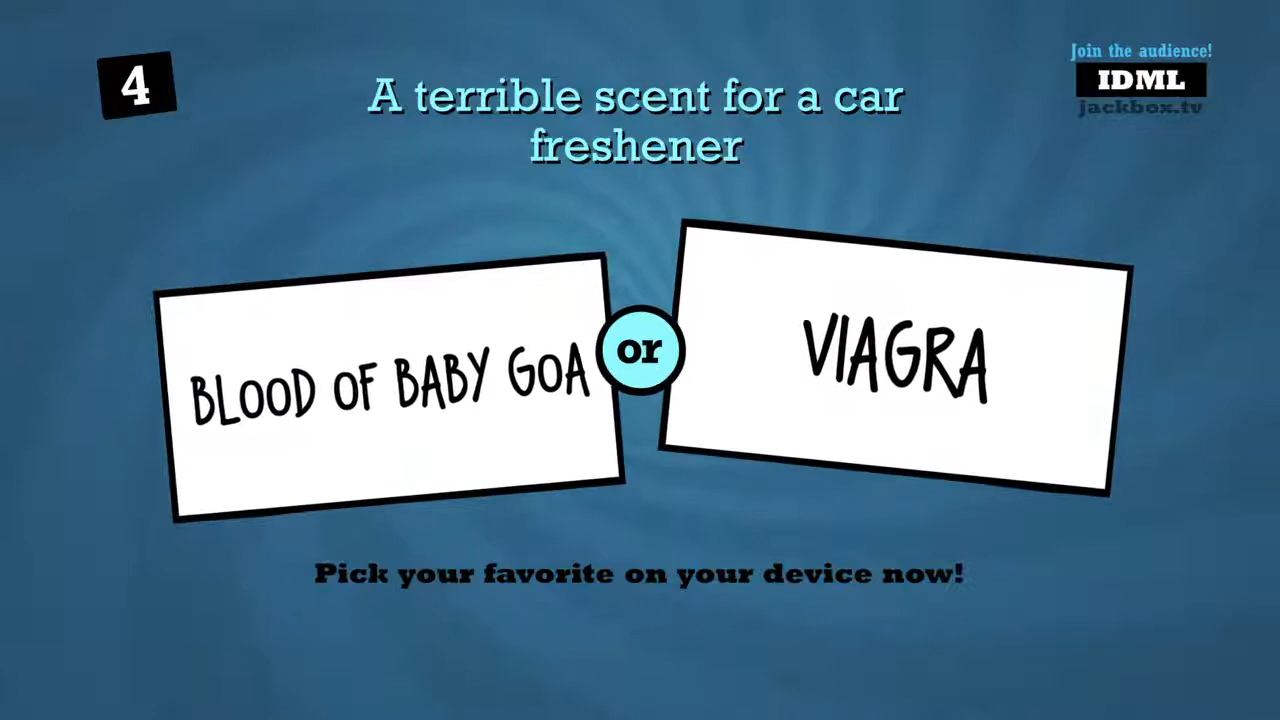 4
Join the audience!
IDML
jackbox.tv
A terrible scent for a car
freshener
BLOOD OF BABY GOA
or
VIAGRA
Pick your favorite on your device now!